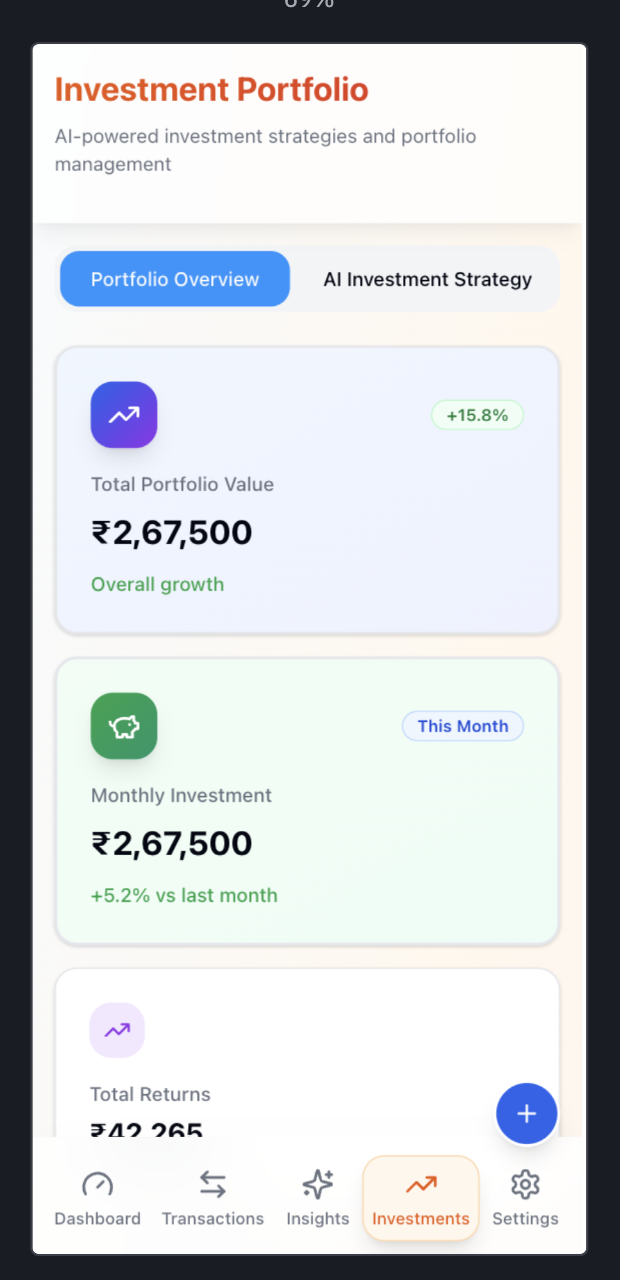 69%
Investment Portfolio
AI-powered investment strategies and portfolio
management
Portfolio Overview
AI Investment Strategy
+15.8%
Total Portfolio Value
₹2,67,500
Overall growth
This Month
Monthly Investment
₹2,67,500
+5.2% vs last month
Total Returns
₹42,265
Dashboard
Transactions
Insights
Investments
Settings